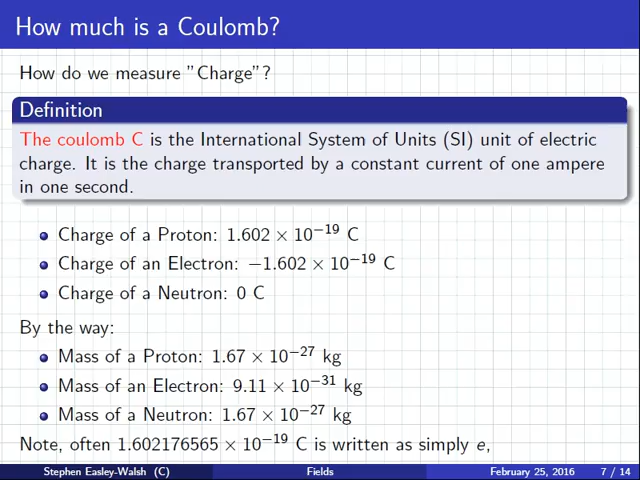 How much is a Coulomb?
How do we measure ”Charge”?
Definition
The coulomb C is the International System of Units (SI) unit of electric
charge. It is the charge transported by a constant current of one ampere
in one second.
Charge of a Proton: 1.602 × 10⁻¹⁹ C
Charge of an Electron: −1.602 × 10⁻¹⁹ C
Charge of a Neutron: 0 C
By the way:
Mass of a Proton: 1.67 × 10⁻²⁷ kg
Mass of an Electron: 9.11 × 10⁻³¹ kg
Mass of a Neutron: 1.67 × 10⁻²⁷ kg
Note, often 1.602176565 × 10⁻¹⁹ C is written as simply e,
Stephen Easley-Walsh (C) Fields February 25, 2016 7 / 14